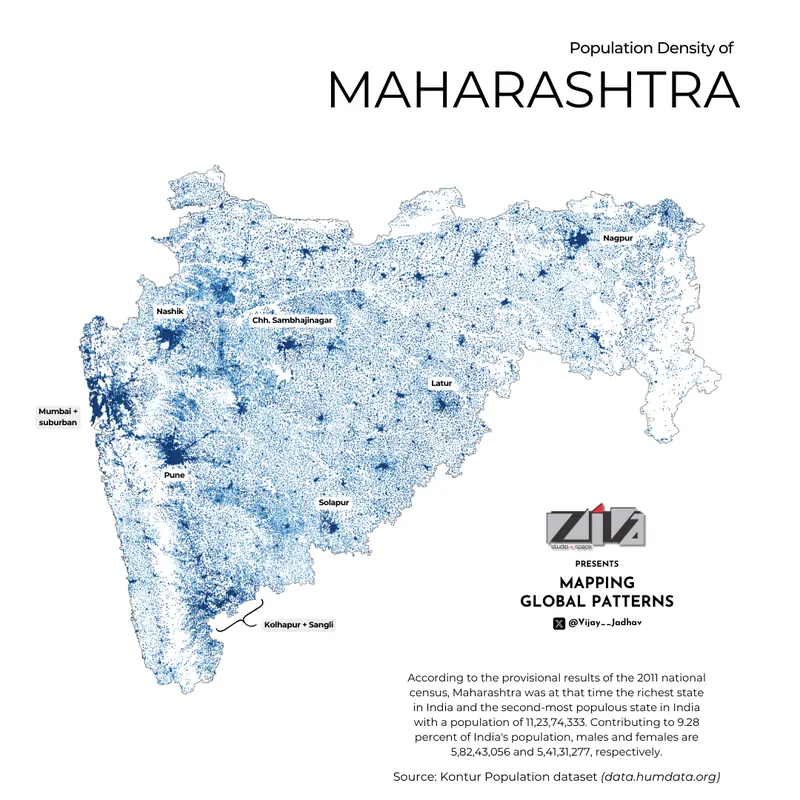 Population Density of
MAHARASHTRA
Nagpur
Nashik
Chh. Sambhajinagar
Latur
Mumbai +
suburban
Pune
Solapur
Kolhapur + Sangli
ZIVA
studio - space
PRESENTS
MAPPING
GLOBAL PATTERNS
X @Vijay__Jadhav
According to the provisional results of the 2011 national
census, Maharashtra was at that time the richest state
in India and the second-most populous state in India
with a population of 11,23,74,333. Contributing to 9.28
percent of India's population, males and females are
5,82,43,056 and 5,41,31,277, respectively.
Source: Kontur Population dataset (data.humdata.org)